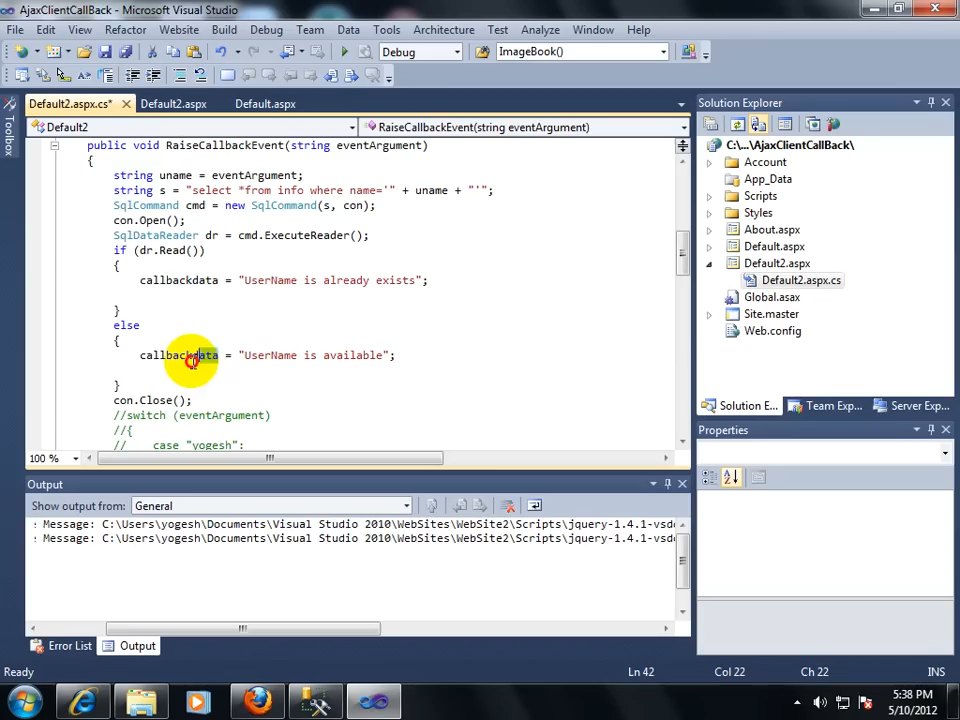 AjaxClientCallBack - Microsoft Visual Studio
File Edit View Refactor Website Build Debug Team Data Tools Architecture Test Analyze Window Help
Debug ImageBook()
Default2.aspx.cs* Default2.aspx Default.aspx
Default2 RaiseCallbackEvent(string eventArgument)
public void RaiseCallbackEvent(string eventArgument)
{
string uname = eventArgument;
string s = "select *from info where name='" + uname + "'";
SqlCommand cmd = new SqlCommand(s, con);
con.Open();
SqlDataReader dr = cmd.ExecuteReader();
if (dr.Read())
{
callbackdata = "UserName is already exists";
}
else
{
callbackdata = "UserName is available";
}
con.Close();
//switch (eventArgument)
//{
// case "yogesh":
100 %
Output
Show output from: General
: Message: C:\Users\yogesh\Documents\Visual Studio 2010\WebSites\WebSite2\Scripts\jquery-1.4.1-vsdo
: Message: C:\Users\yogesh\Documents\Visual Studio 2010\WebSites\WebSite2\Scripts\jquery-1.4.1-vsdo
Error List Output
Toolbox
Solution Explorer
C:\...\AjaxClientCallBack\
Account
App_Data
Scripts
Styles
About.aspx
Default.aspx
Default2.aspx
Default2.aspx.cs
Global.asax
Site.master
Web.config
Solution E... Team Exp... Server Exp...
Properties
Ready Ln 42 Col 22 Ch 22 INS
5:38 PM
5/10/2012